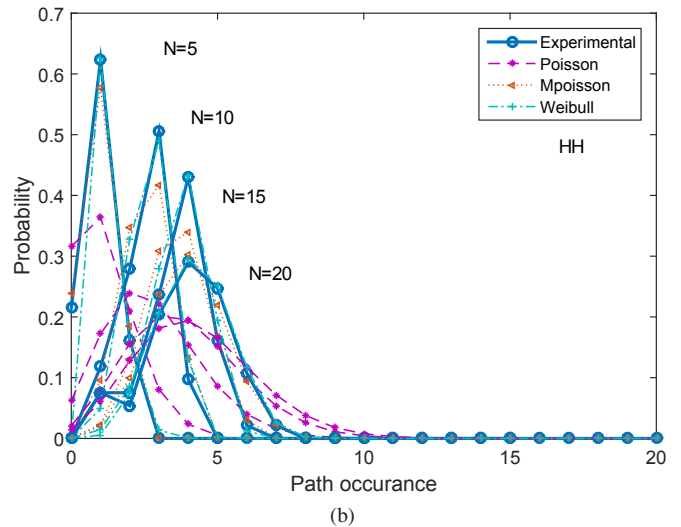 0.7
0.6
0.5
0.4
0.3
0.2
0.1
0
Probability
N=5
N=10
N=15
N=20
Experimental
Poisson
Mpoisson
Weibull
HH
0 5 10 15 20
Path occurance
(b)